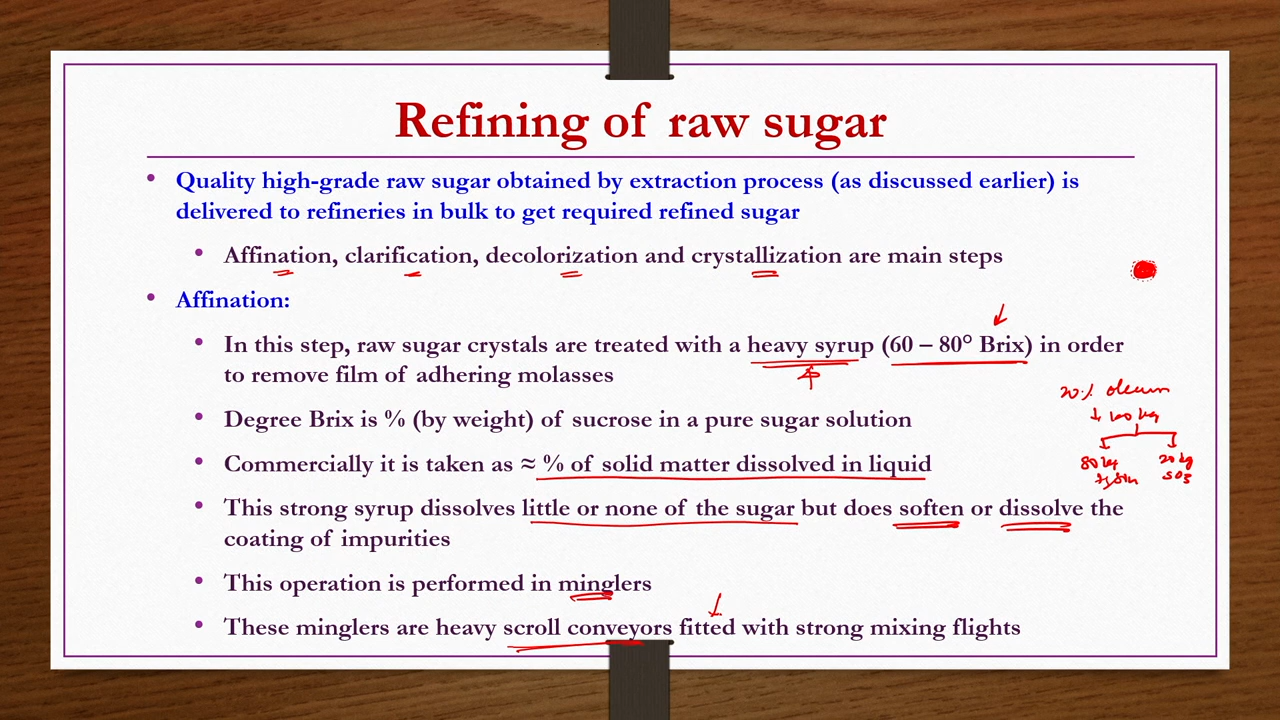 Refining of raw sugar
• Quality high-grade raw sugar obtained by extraction process (as discussed earlier) is
delivered to refineries in bulk to get required refined sugar
• Affination, clarification, decolorization and crystallization are main steps
• Affination:
• In this step, raw sugar crystals are treated with a heavy syrup (60 – 80° Brix) in order
to remove film of adhering molasses
• Degree Brix is % (by weight) of sucrose in a pure sugar solution
• Commercially it is taken as ≈ % of solid matter dissolved in liquid
• This strong syrup dissolves little or none of the sugar but does soften or dissolve the
coating of impurities
• This operation is performed in minglers
• These minglers are heavy scroll conveyors fitted with strong mixing flights
20% oleum
↓ 100 kg
80 kg 20 kg
SO3